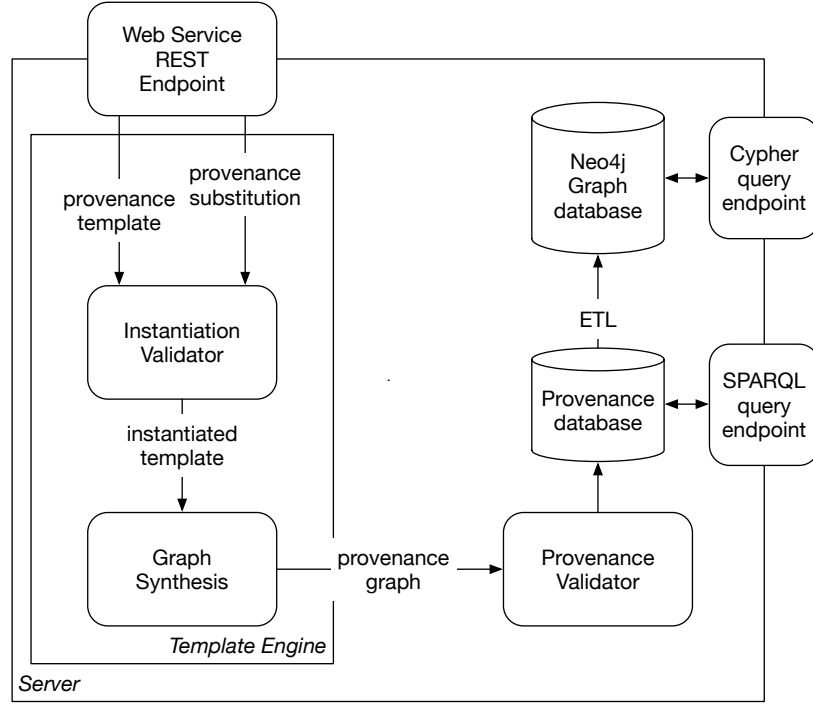 Web Service
REST
Endpoint
provenance
template
provenance
substitution
Instantiation
Validator
instantiated
template
Graph
Synthesis
Template Engine
Server
provenance
graph
Provenance
Validator
Provenance
database
SPARQL
query
endpoint
ETL
Neo4j
Graph
database
Cypher
query
endpoint